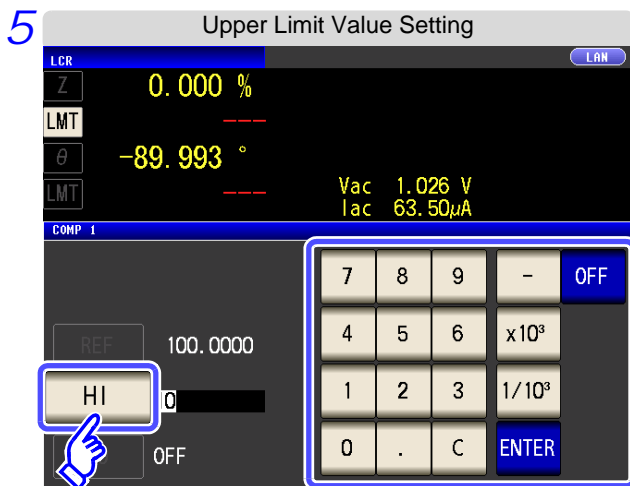 5 Upper Limit Value Setting
LCR LAN
Z 0.000 %
LMT ---
θ -89.993 °
LMT ---
Vac 1.026 V
Iac 63.50μA
COMP 1
7 8 9 - OFF
4 5 6 x10³
REF 100.0000
1 2 3 1/10³
HI 0
0 . C ENTER
OFF